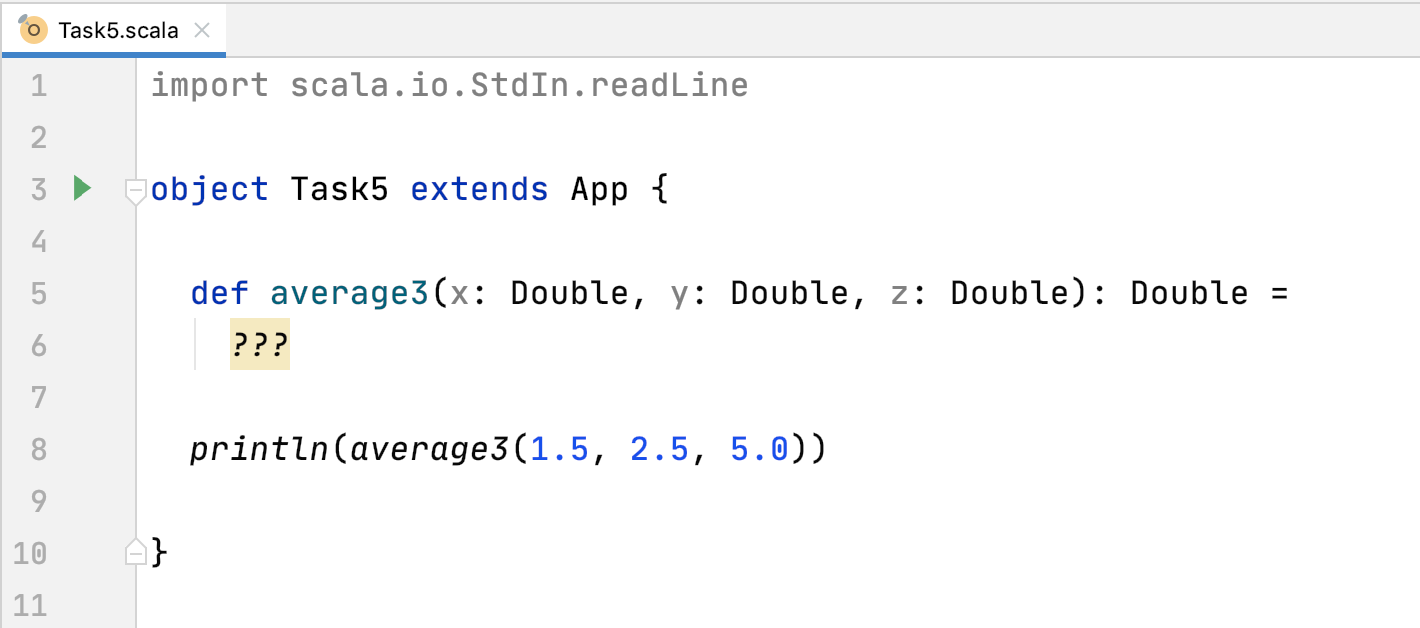 Task5.scala
1 import scala.io.StdIn.readLine
2
3 object Task5 extends App {
4
5   def average3(x: Double, y: Double, z: Double): Double =
6     ???
7
8   println(average3(1.5, 2.5, 5.0))
9
10 }
11